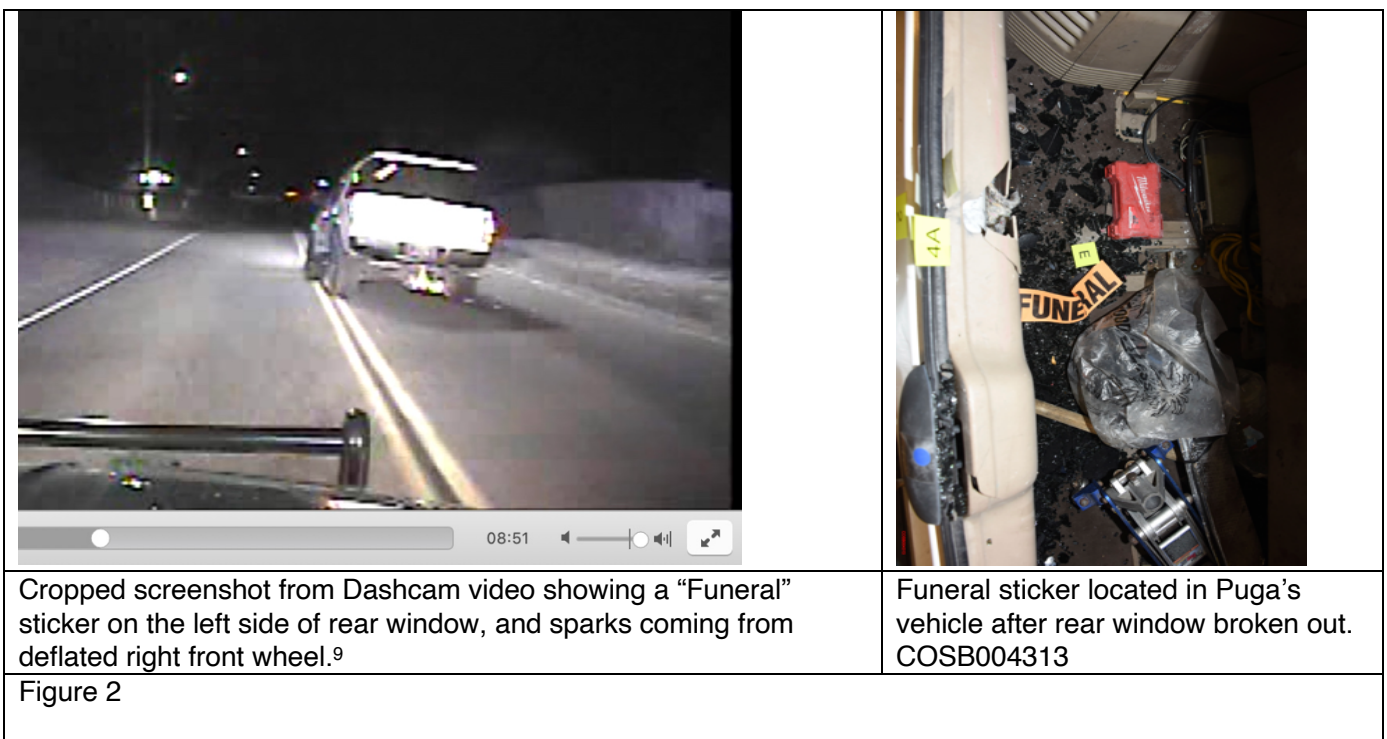 08:51
4A
Milwaukee
E
FUNERAL
Cropped screenshot from Dashcam video showing a “Funeral”
sticker on the left side of rear window, and sparks coming from
deflated right front wheel.⁹
Funeral sticker located in Puga’s
vehicle after rear window broken out.
COSB004313
Figure 2